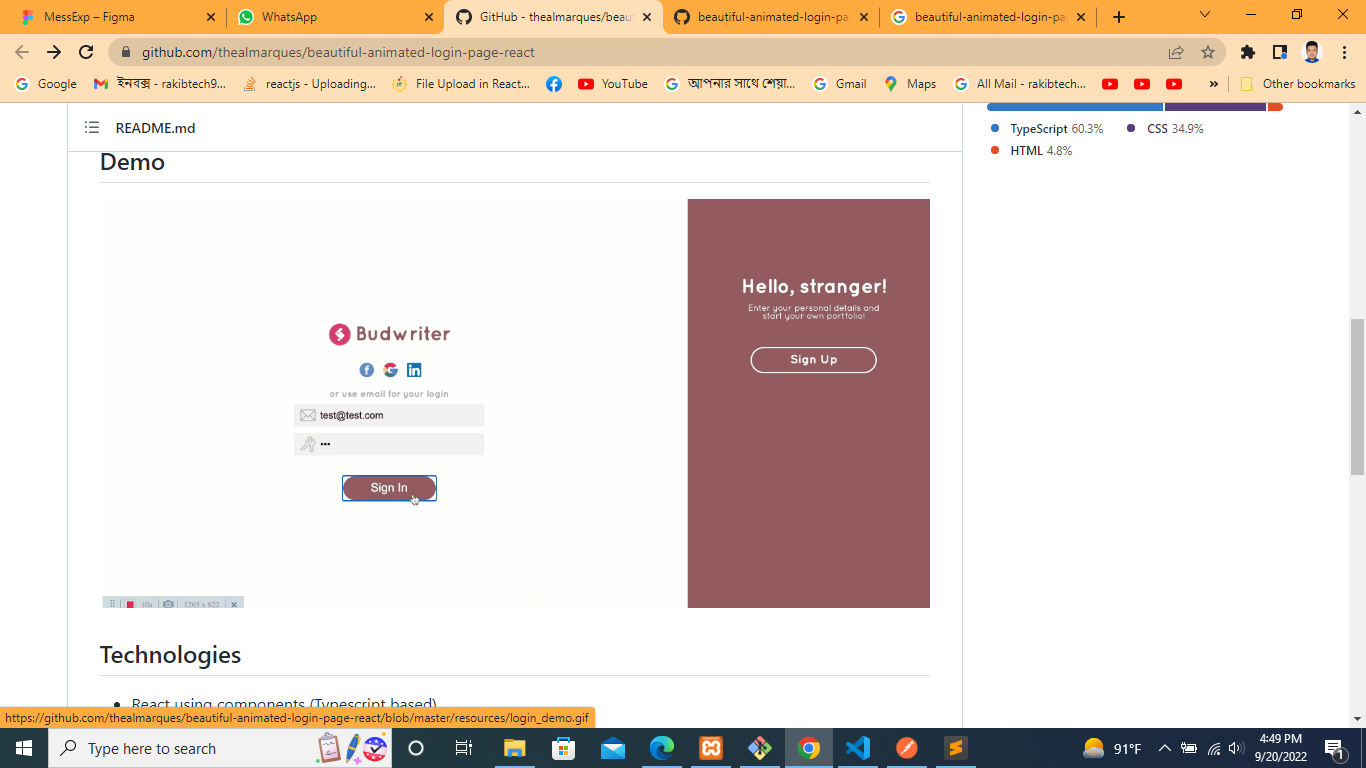 MessExp – Figma
WhatsApp
GitHub - thealmarques/beau
beautiful-animated-login-pa
beautiful-animated-login-pa
github.com/thealmarques/beautiful-animated-login-page-react
Google
ইনবক্স - rakibtech9...
reactjs - Uploading...
File Upload in React...
YouTube
আপনার সাথে শেয়া...
Gmail
Maps
All Mail - rakibtech...
»
Other bookmarks
README.md
TypeScript 60.3%
CSS 34.9%
HTML 4.8%
Demo
Hello, stranger!
Enter your personal details and
start your own portfolio!
Sign Up
Budwriter
or use email for your login
test@test.com
•••
Sign In
10s
1263 x 622
Technologies
React using components (Typescript based)
https://github.com/thealmarques/beautiful-animated-login-page-react/blob/master/resources/login_demo.gif
Type here to search
91°F
4:49 PM
9/20/2022
1